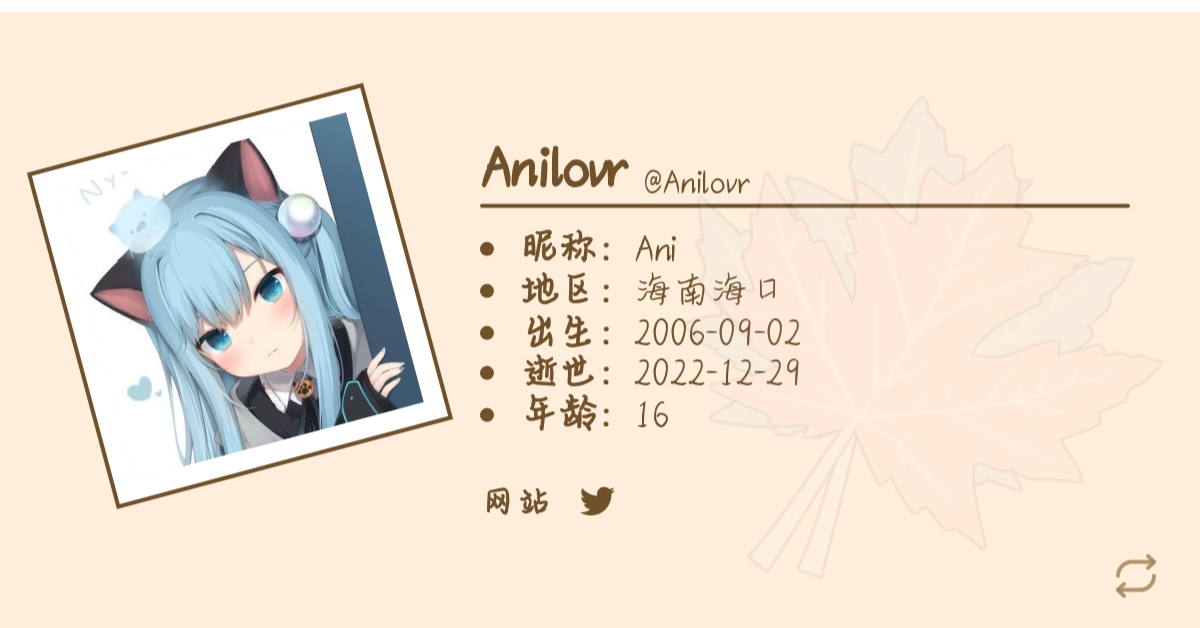 Ny-
Anilovr @Anilovr
• 昵称： Ani
• 地区： 海南海口
• 出生： 2006-09-02
• 逝世： 2022-12-29
• 年龄： 16
网站